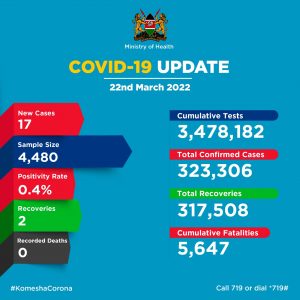 Ministry of Health
COVID-19 UPDATE
22nd March 2022
New Cases
17
Sample Size
4,480
Positivity Rate
0.4%
Recoveries
2
Recorded Deaths
0
Cumulative Tests
3,478,182
Total Confirmed Cases
323,306
Total Recoveries
317,508
Cumulative Fatalities
5,647
#KomeshaCorona
Call 719 or dial *719#